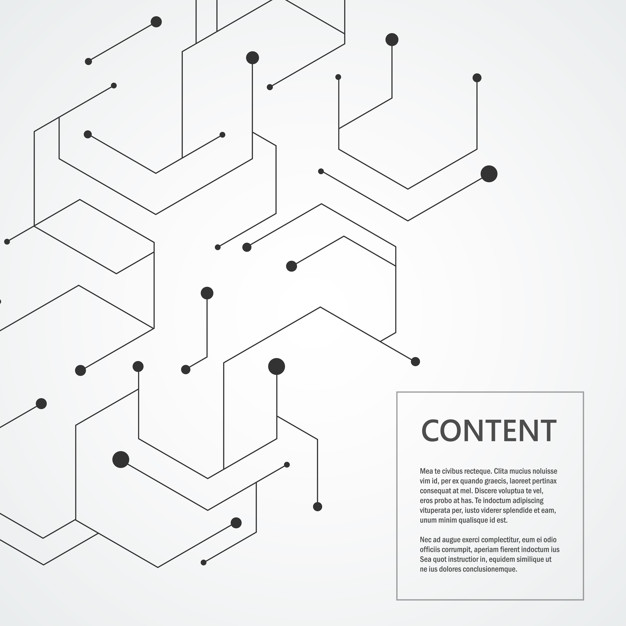 CONTENT
Mea te civibus recteque. Clita mucius noluisse
vim id, per ex quando graecis, laoreet pertinax
consequat at mel. Discere voluptua te vel,
eros probo at has. Te indoctum adipiscing
vituperata per, iusto viderer splendide et eam,
unum minim qualisque id est.
Nec ad augue exerci complectitur, eum ei odio
officiis corrumpit, aperiam fierent indoctum ius
Sea quot instructior in, equidem similique ut
ne ius dolores conclusionemque.